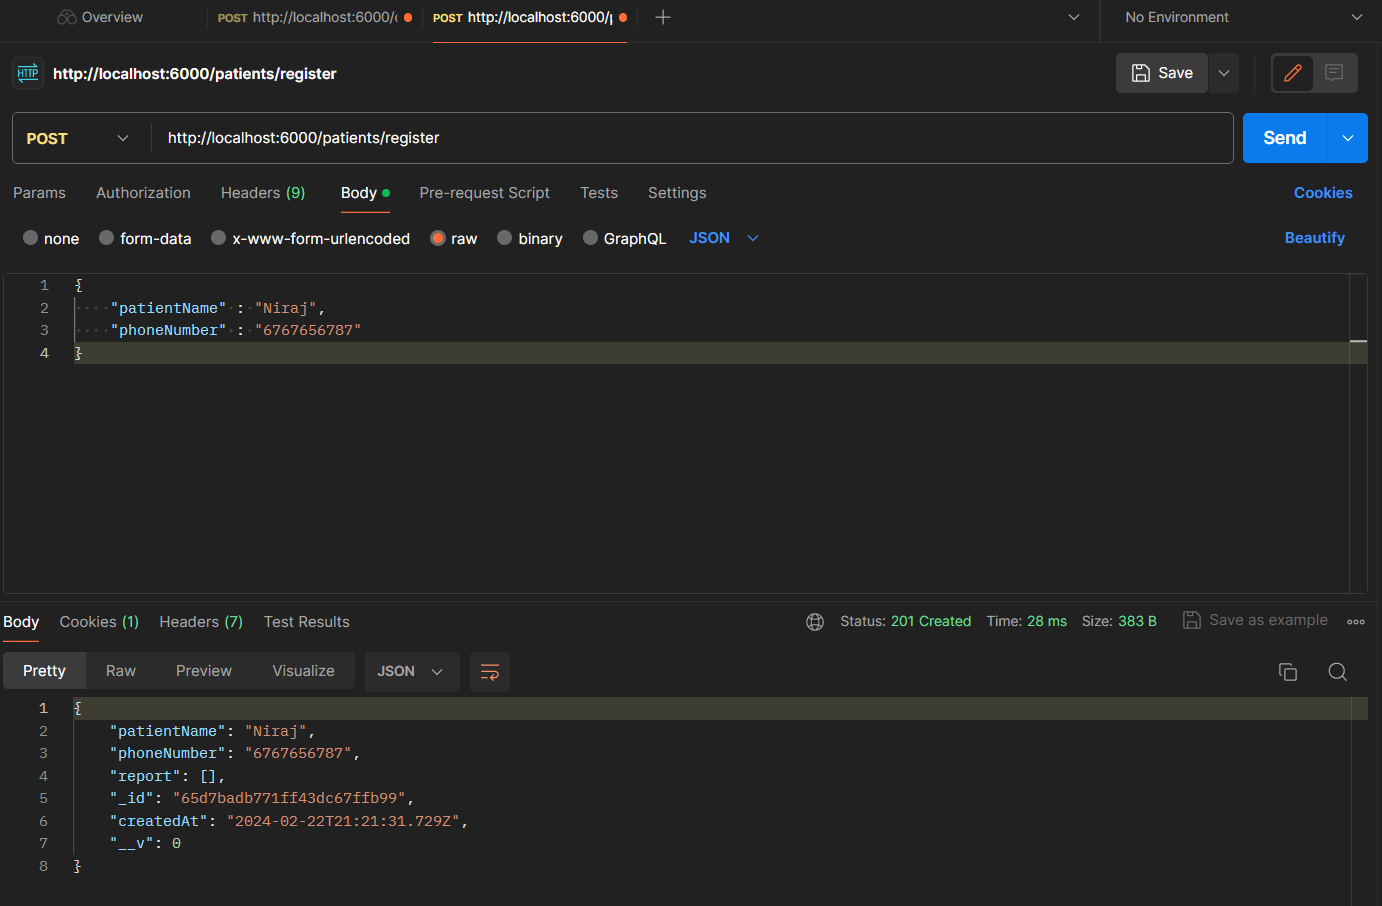 Overview POST http://localhost:6000/ POST http://localhost:6000/ No Environment
HTTP http://localhost:6000/patients/register Save
POST http://localhost:6000/patients/register Send
Params Authorization Headers (9) Body Pre-request Script Tests Settings Cookies
none form-data x-www-form-urlencoded raw binary GraphQL JSON Beautify
1 {
2 "patientName" : "Niraj",
3 "phoneNumber" : "6767656787"
4 }
Body Cookies (1) Headers (7) Test Results Status: 201 Created Time: 28 ms Size: 383 B Save as example
Pretty Raw Preview Visualize JSON
1 {
2 "patientName": "Niraj",
3 "phoneNumber": "6767656787",
4 "report": [],
5 "_id": "65d7badb771ff43dc67ffb99",
6 "createdAt": "2024-02-22T21:21:31.729Z",
7 "__v": 0
8 }